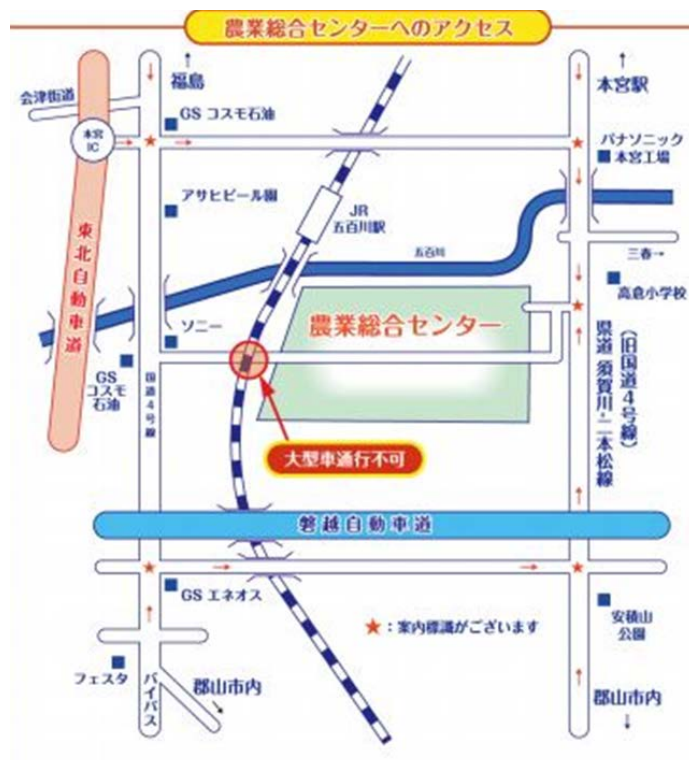 農業総合センターへのアクセス
福島
本宮駅
会津街道
GS コスモ石油
本宮
IC
パナソニック
本宮工場
アサヒビール園
JR
五百川駅
五百川
三春→
東北自動車道
高倉小学校
ソニー
農業総合センター
GS
コスモ
石油
国道4号線
県道 須賀川・二本松線
(旧国道4号線)
大型車通行不可
磐越自動車道
GS エネオス
★:案内標識がございます
安積山
公園
フェスタ
バイパス
郡山市内
郡山市内